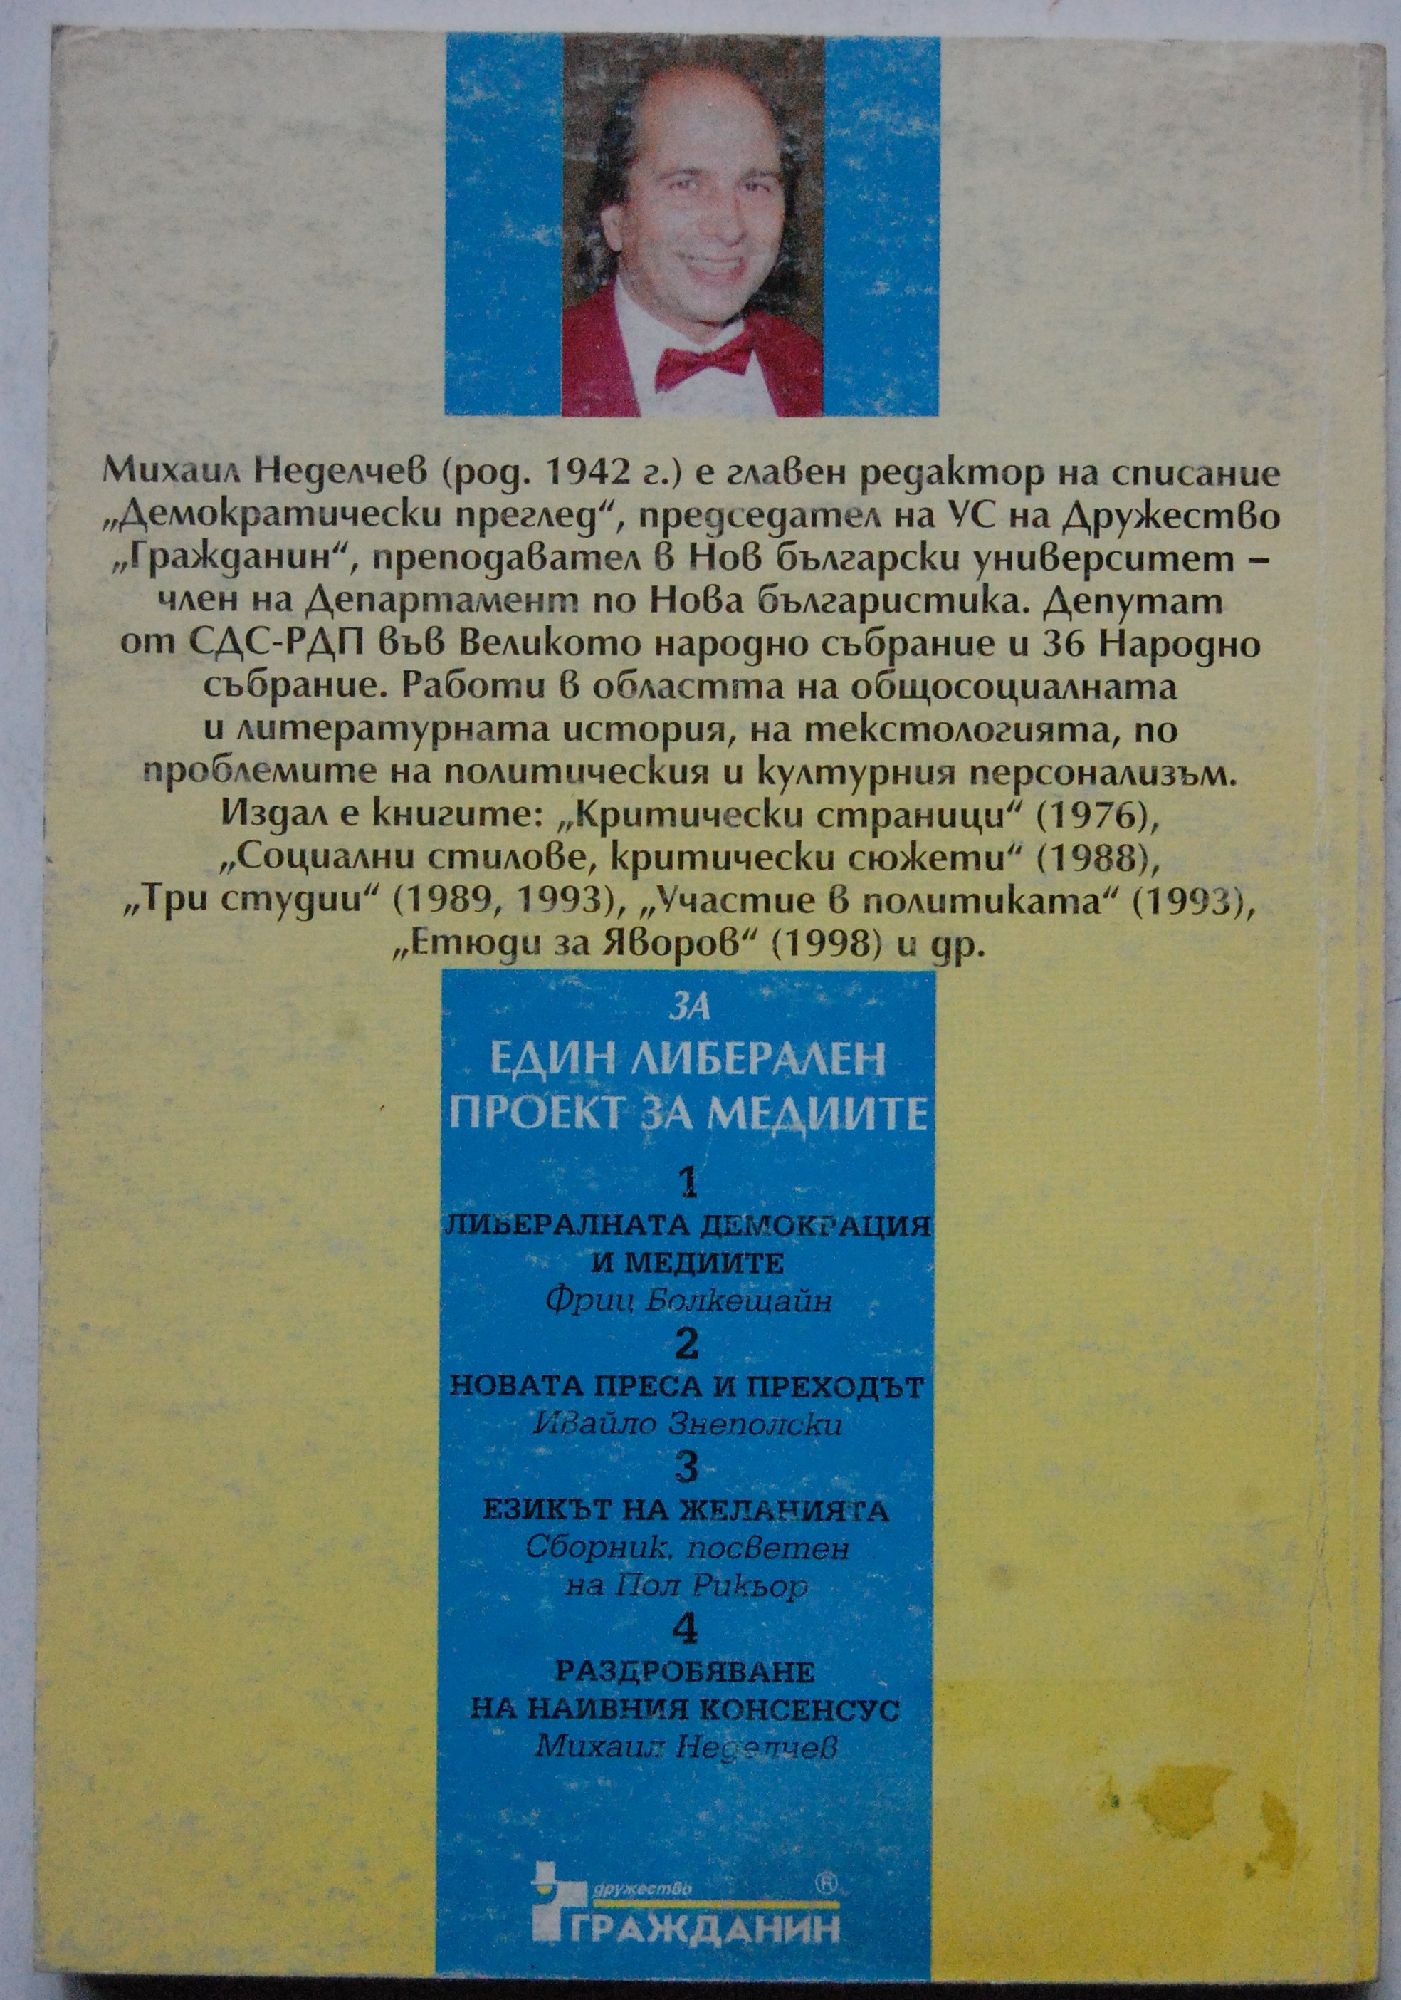 Михаил Неделчев (род. 1942 г.) е главен редактор на списание
„Демократически преглед“, председател на УС на Дружество
„Гражданин“, преподавател в Нов български университет –
член на Департамент по Нова българистика. Депутат
от СДС-РДП във Великото народно събрание и 36 Народно
събрание. Работи в областта на общосоциалната
и литературната история, на текстологията, по
проблемите на политическия и културния персонализъм.
Издал е книгите: „Критически страници“ (1976),
„Социални стилове, критически сюжети“ (1988),
„Три студии“ (1989, 1993), „Участие в политиката“ (1993),
„Етюди за Яворов“ (1998) и др.
ЗА
ЕДИН ЛИБЕРАЛЕН
ПРОЕКТ ЗА МЕДИИТЕ
1
ЛИБЕРАЛНАТА ДЕМОКРАЦИЯ
И МЕДИИТЕ
Фриц Болкещайн
2
НОВАТА ПРЕСА И ПРЕХОДЪТ
Ивайло Знеполски
3
ЕЗИКЪТ НА ЖЕЛАНИЯТА
Сборник, посветен
на Пол Рикьор
4
РАЗДРОБЯВАНЕ
НА НАИВНИЯ КОНСЕНСУС
Михаил Неделчев
дружество ®
ГРАЖДАНИН